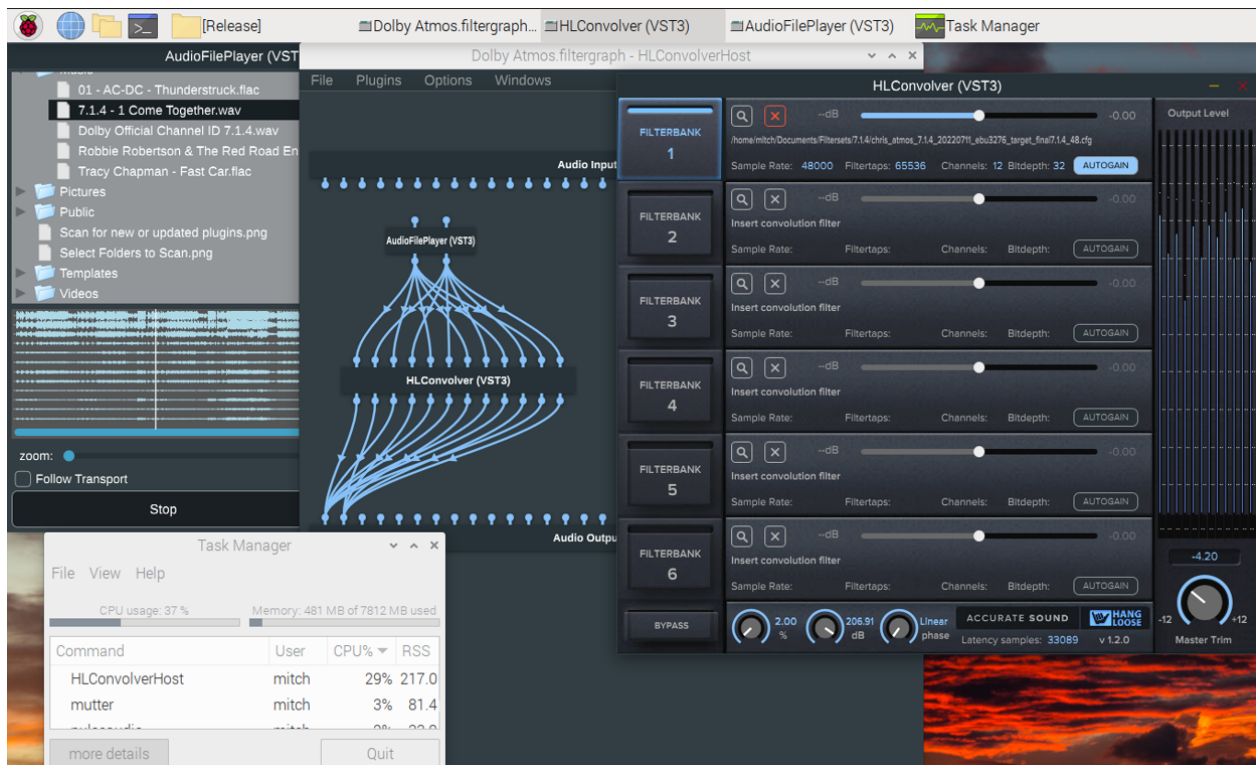 [Release]
Dolby Atmos.filtergraph...
HLConvolver (VST3)
AudioFilePlayer (VST3)
Task Manager
AudioFilePlayer (VST
01 - AC-DC - Thunderstruck.flac
7.1.4 - 1 Come Together.wav
Dolby Official Channel ID 7.1.4.wav
Robbie Robertson & The Red Road En
Tracy Chapman - Fast Car.flac
Pictures
Public
Scan for new or updated plugins.png
Select Folders to Scan.png
Templates
Videos
zoom:
Follow Transport
Stop
Dolby Atmos.filtergraph - HLConvolverHost
File Plugins Options Windows
Audio Input
AudioFilePlayer (VST3)
HLConvolver (VST3)
Audio Outpu
HLConvolver (VST3)
FILTERBANK
1
--dB
-0.00
/home/mitch/Documents/Filtersets/7.1.4/chris_atmos_7.1.4_20220711_ebu3276_target_final7.1.4_48.cfg
Sample Rate: 48000 Filtertaps: 65536 Channels: 12 Bitdepth: 32 AUTOGAIN
FILTERBANK
2
--dB
-0.00
Insert convolution filter
Sample Rate: Filtertaps: Channels: Bitdepth: AUTOGAIN
FILTERBANK
3
--dB
-0.00
Insert convolution filter
Sample Rate: Filtertaps: Channels: Bitdepth: AUTOGAIN
FILTERBANK
4
--dB
-0.00
Insert convolution filter
Sample Rate: Filtertaps: Channels: Bitdepth: AUTOGAIN
FILTERBANK
5
--dB
-0.00
Insert convolution filter
Sample Rate: Filtertaps: Channels: Bitdepth: AUTOGAIN
FILTERBANK
6
--dB
-0.00
Insert convolution filter
Sample Rate: Filtertaps: Channels: Bitdepth: AUTOGAIN
BYPASS
2.00
%
206.91
dB
Linear
phase
ACCURATE SOUND
HANG
LOOSE
Latency samples: 33089 v 1.2.0
Output Level
-4.20
-12 +12
Master Trim
Task Manager
File View Help
CPU usage: 37 % Memory: 481 MB of 7812 MB used
Command User CPU% RSS
HLConvolverHost mitch 29% 217.0
mutter mitch 3% 81.4
more details Quit